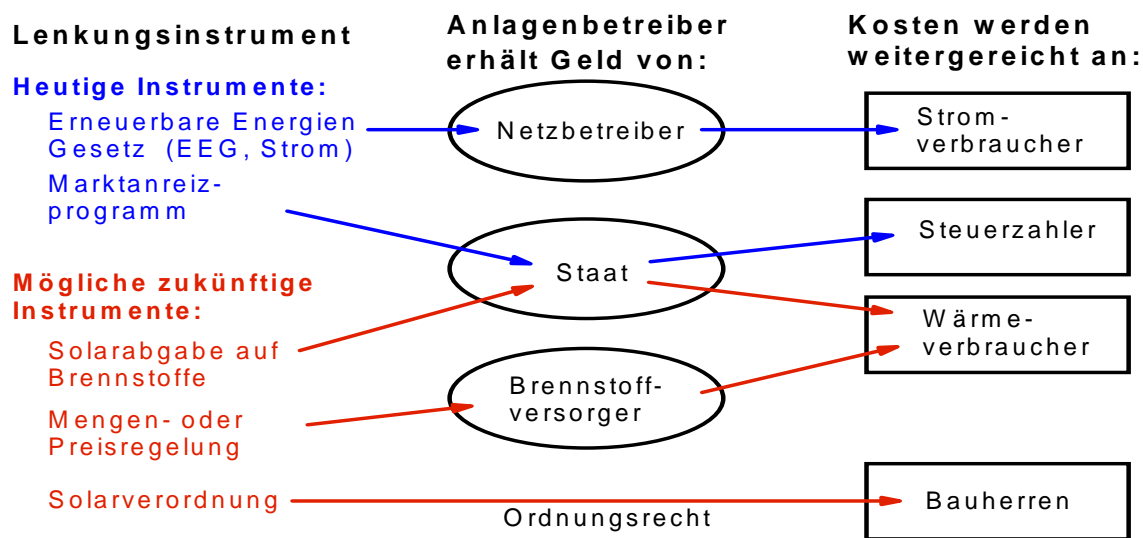 Lenkungsinstrument
Anlagenbetreiber
erhält Geld von:
Kosten werden
weitergereicht an:
Heutige Instrumente:
Erneuerbare Energien
Gesetz (EEG, Strom)
Netzbetreiber
Strom-
verbraucher
Marktanreiz-
programm
Staat
Steuerzahler
Mögliche zukünftige
Instrumente:
Wärme-
verbraucher
Solarabgabe auf
Brennstoffe
Brennstoff-
versorger
Mengen- oder
Preisregelung
Solarverordnung
Ordnungsrecht
Bauherren